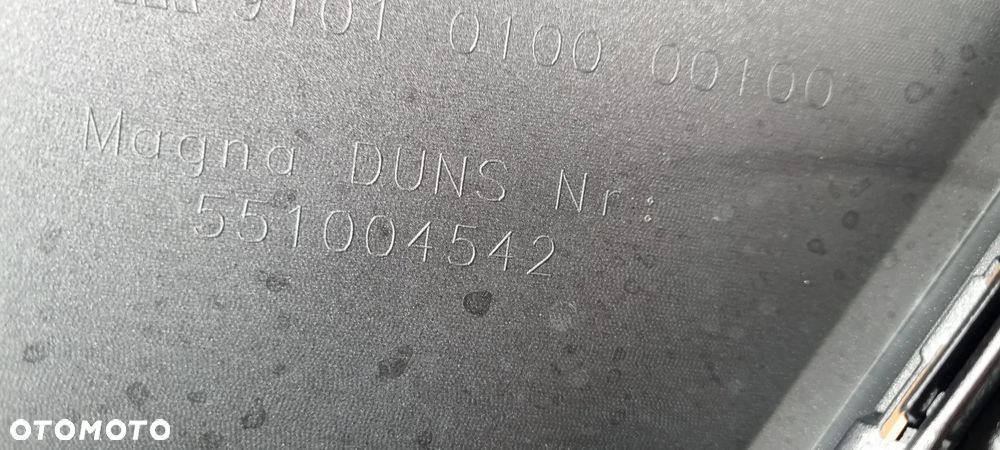 9101 0100 00100
Magna DUNS Nr:
551004542
OTOMOTO